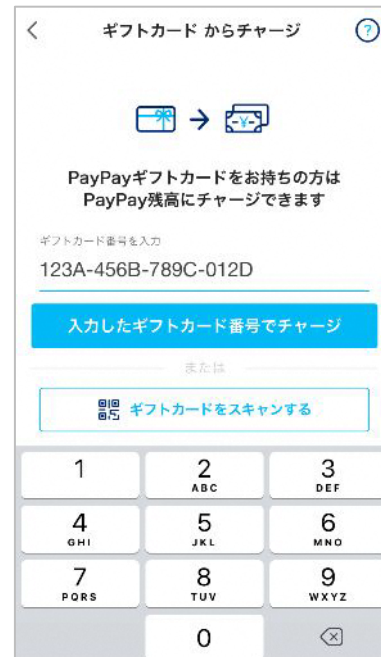 ギフトカード からチャージ
?
PayPayギフトカードをお持ちの方は
PayPay残高にチャージできます
ギフトカード番号を入力
123A-456B-789C-012D
入力したギフトカード番号でチャージ
または
ギフトカードをスキャンする
1 2 3
ABC DEF
4 5 6
GHI JKL MNO
7 8 9
PQRS TUV WXYZ
0